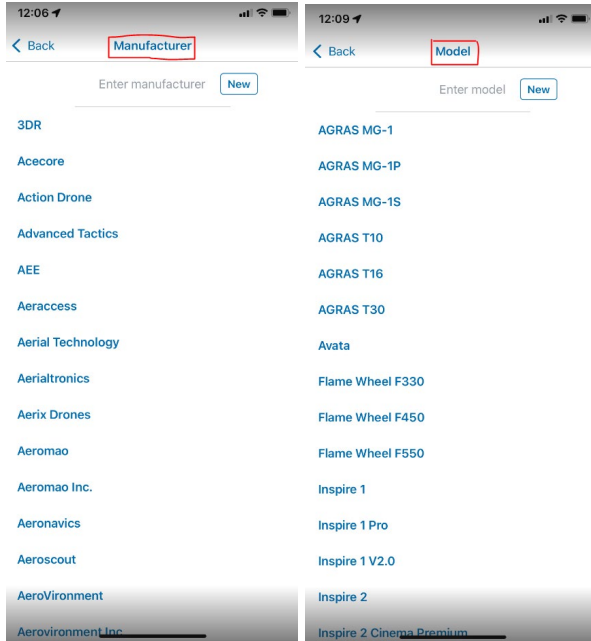 12:06
Back
Manufacturer
Enter manufacturer
New
3DR
Acecore
Action Drone
Advanced Tactics
AEE
Aeraccess
Aerial Technology
Aerialtronics
Aerix Drones
Aeromao
Aeromao Inc.
Aeronavics
Aeroscout
AeroVironment
Aerovironment Inc
12:09
Back
Model
Enter model
New
AGRAS MG-1
AGRAS MG-1P
AGRAS MG-1S
AGRAS T10
AGRAS T16
AGRAS T30
Avata
Flame Wheel F330
Flame Wheel F450
Flame Wheel F550
Inspire 1
Inspire 1 Pro
Inspire 1 V2.0
Inspire 2
Inspire 2 Cinema Premium